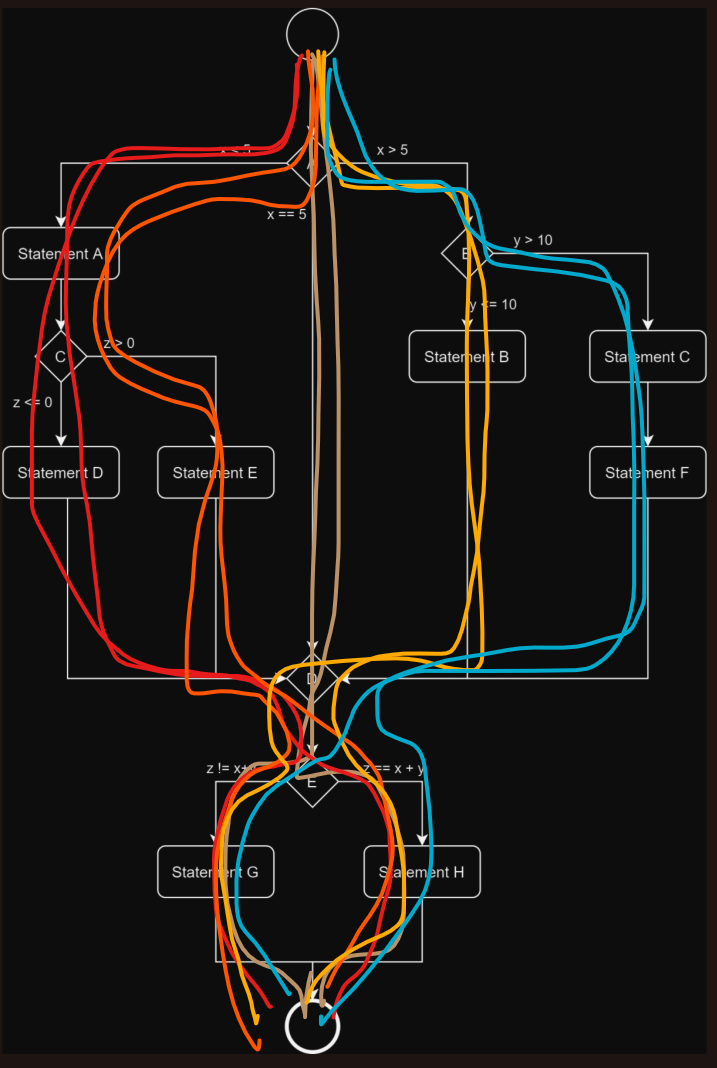 x < 5
x > 5
A
x == 5
Statement A
B
y > 10
y <= 10
C
z > 0
Statement B
Statement C
z <= 0
Statement D
Statement E
Statement F
D
z != x+y
z == x + y
E
Statement G
Statement H